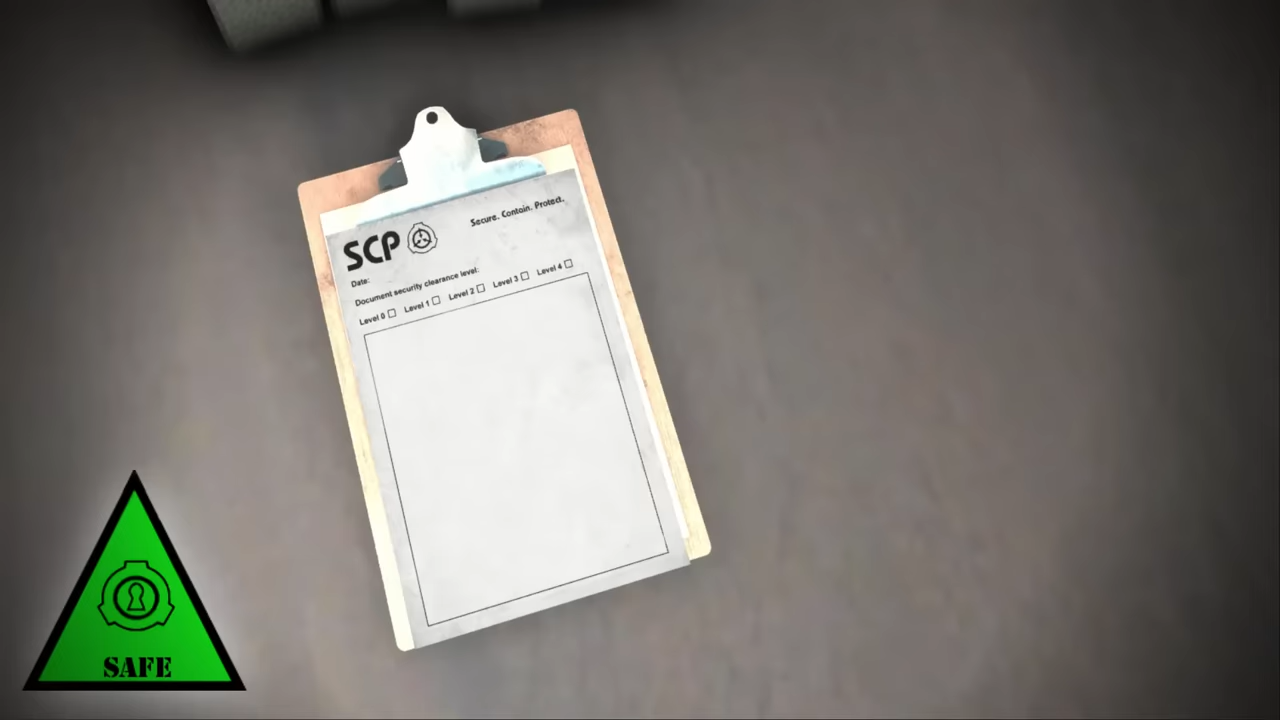 Secure. Contain. Protect.
SCP
Date:
Document security clearance level:
Level 0 Level 1 Level 2 Level 3 Level 4
SAFE